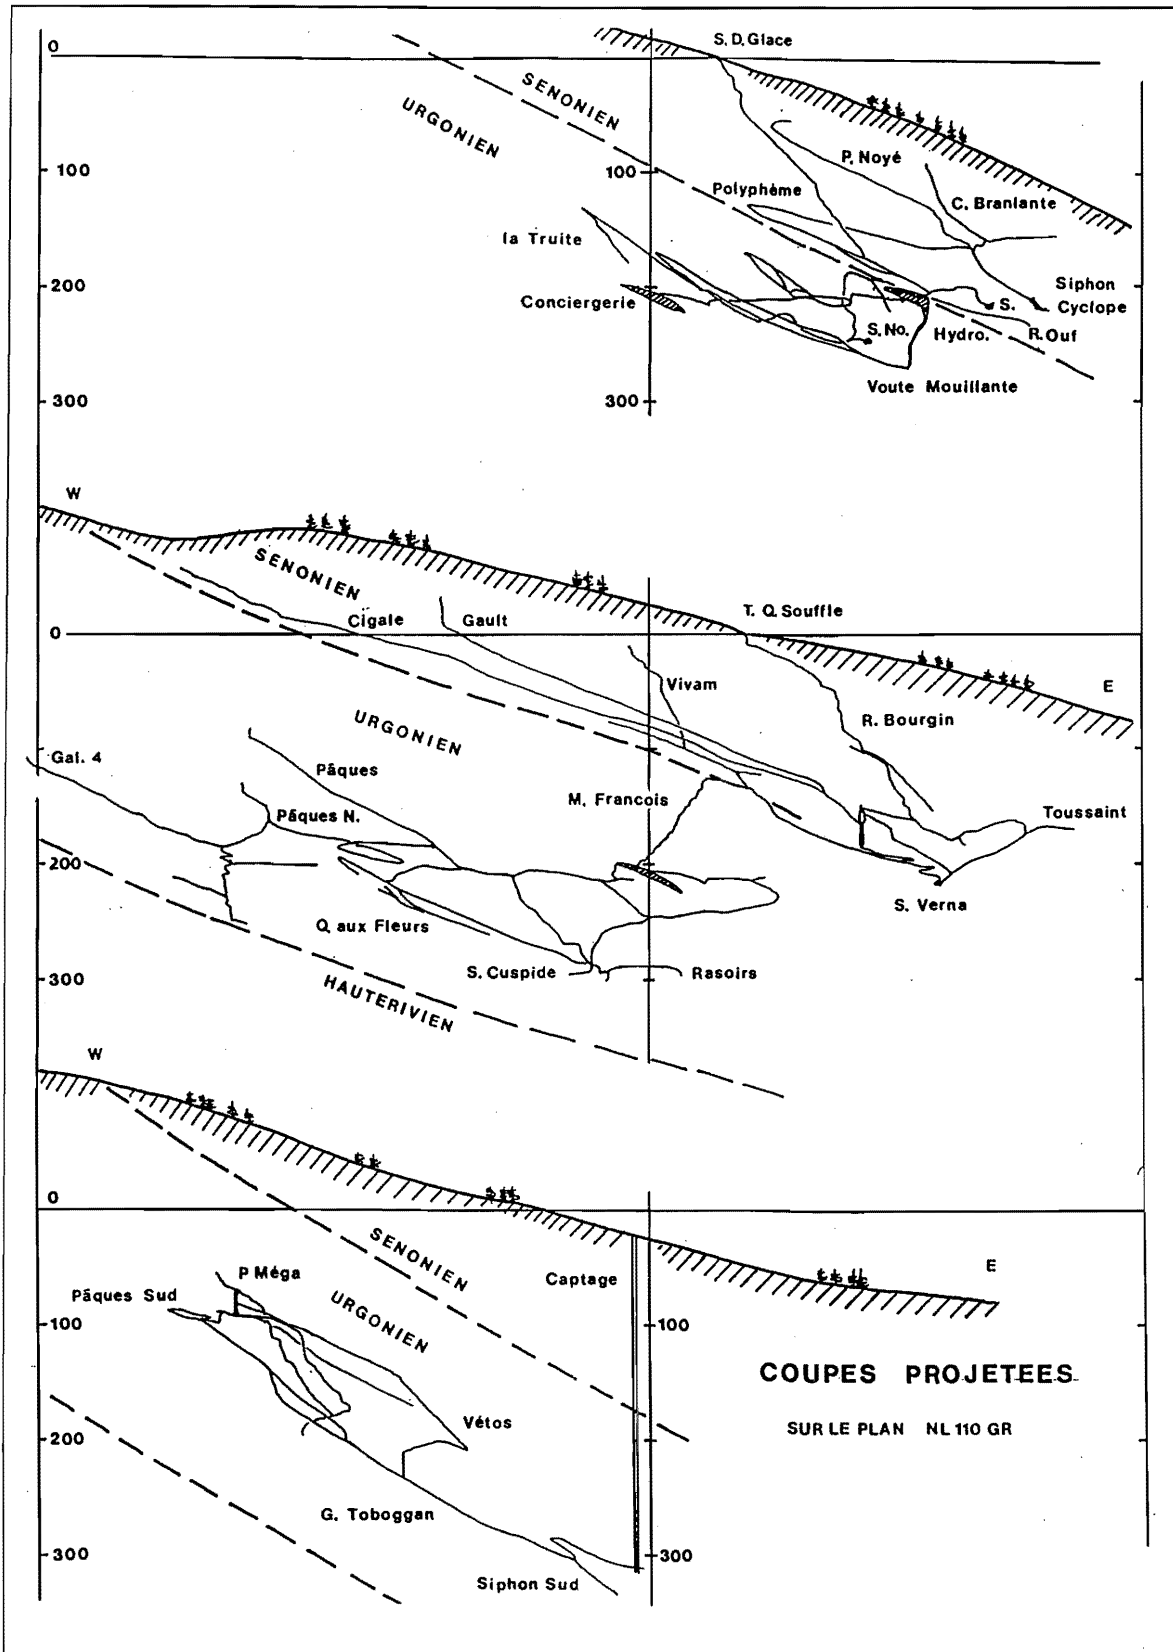 0
S.D. Glace
SENONIEN
URGONIEN
100
100
P. Noyé
Polyphème
C. Branlante
la Truite
200
Siphon
Cyclope
Conciergerie
S.
S. No.
Hydro.
R. Ouf
Voute Mouillante
300
300
W
SENONIEN
T. Q. Souffle
Cigale
Gault
0
Vivam
E
R. Bourgin
URGONIEN
Gal. 4
Pâques
M. Francois
Pâques N.
Toussaint
200
S. Verna
Q. aux Fleurs
S. Cuspide
Rasoirs
300
HAUTERIVIEN
W
0
SENONIEN
P Méga
Captage
E
Pâques Sud
URGONIEN
100
100
COUPES PROJETEES
Vétos
SUR LE PLAN NL 110 GR
200
G. Toboggan
300
300
Siphon Sud